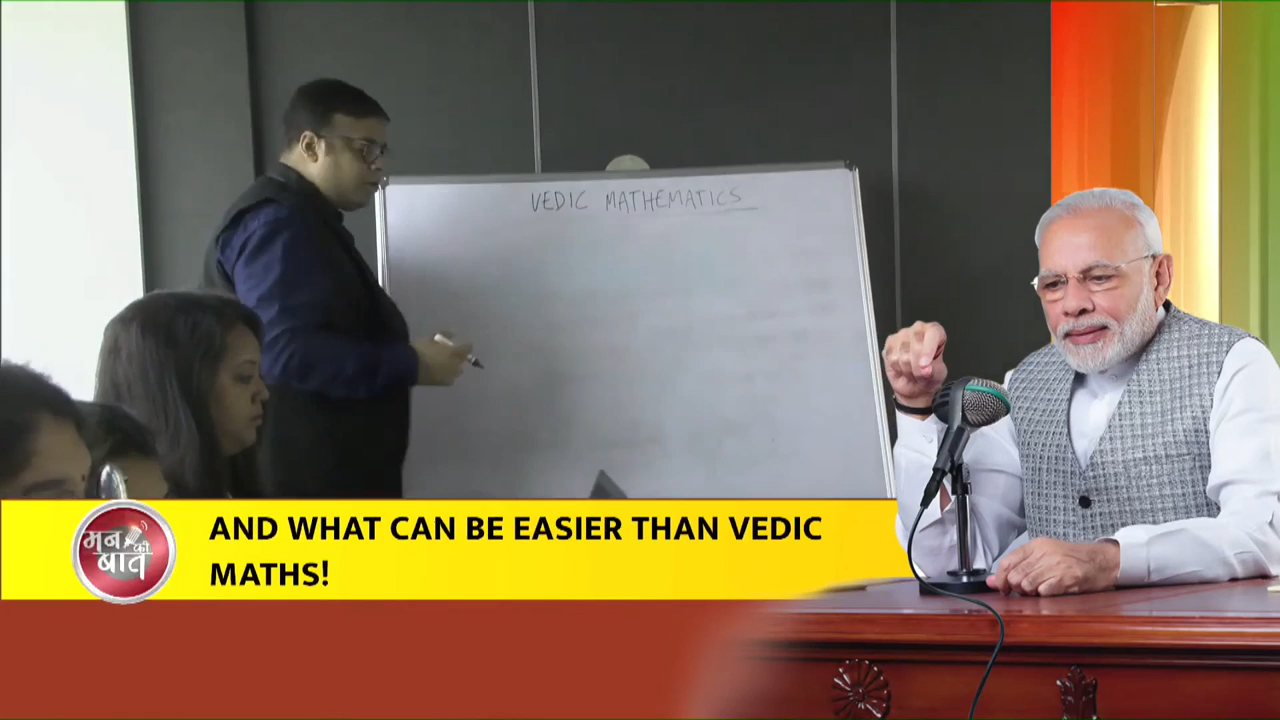 VEDIC MATHEMATICS
मन
की
बात
AND WHAT CAN BE EASIER THAN VEDIC
MATHS!